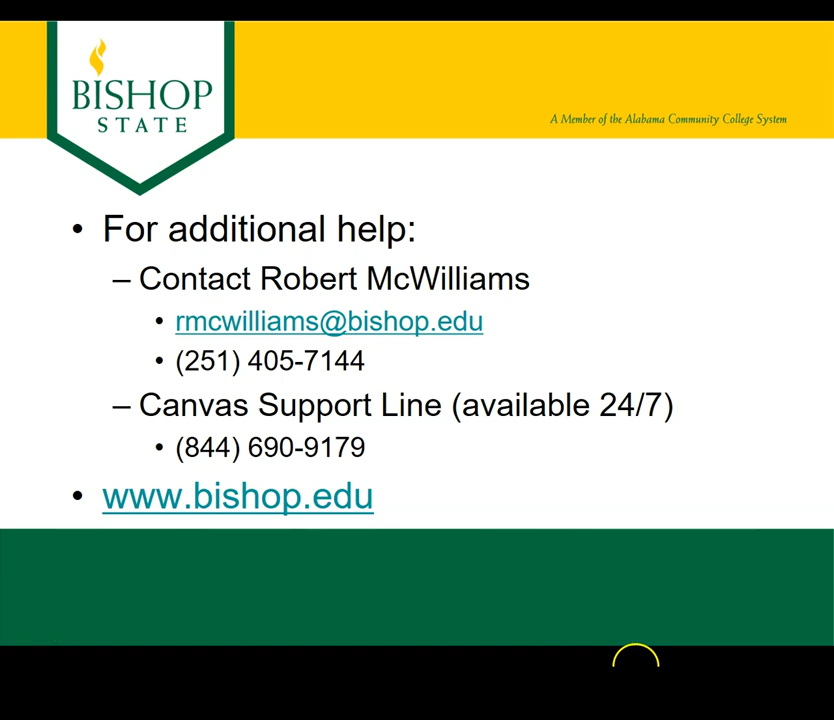 BISHOP
STATE
A Member of the Alabama Community College System
• For additional help:
– Contact Robert McWilliams
• rmcwilliams@bishop.edu
• (251) 405-7144
– Canvas Support Line (available 24/7)
• (844) 690-9179
• www.bishop.edu